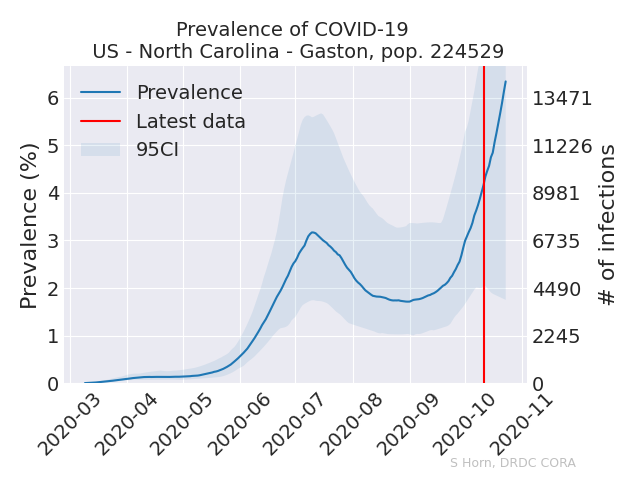 Prevalence of COVID-19
US - North Carolina - Gaston, pop. 224529
Prevalence
Latest data
95CI
Prevalence (%)
6
5
4
3
2
1
0
13471
11226
8981
6735
4490
2245
0
# of infections
2020-03
2020-04
2020-05
2020-06
2020-07
2020-08
2020-09
2020-10
2020-11
S Horn, DRDC CORA